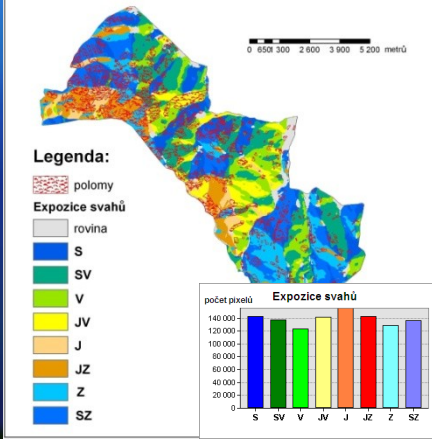 0 650 1 300 2 600 3 900 5 200 metrů
Legenda:
polomy
Expozice svahů
rovina
S
SV
V
JV
J
JZ
Z
SZ
počet pixelů Expozice svahů
140 000
120 000
100 000
80 000
60 000
40 000
20 000
0
S SV V JV J JZ Z SZ